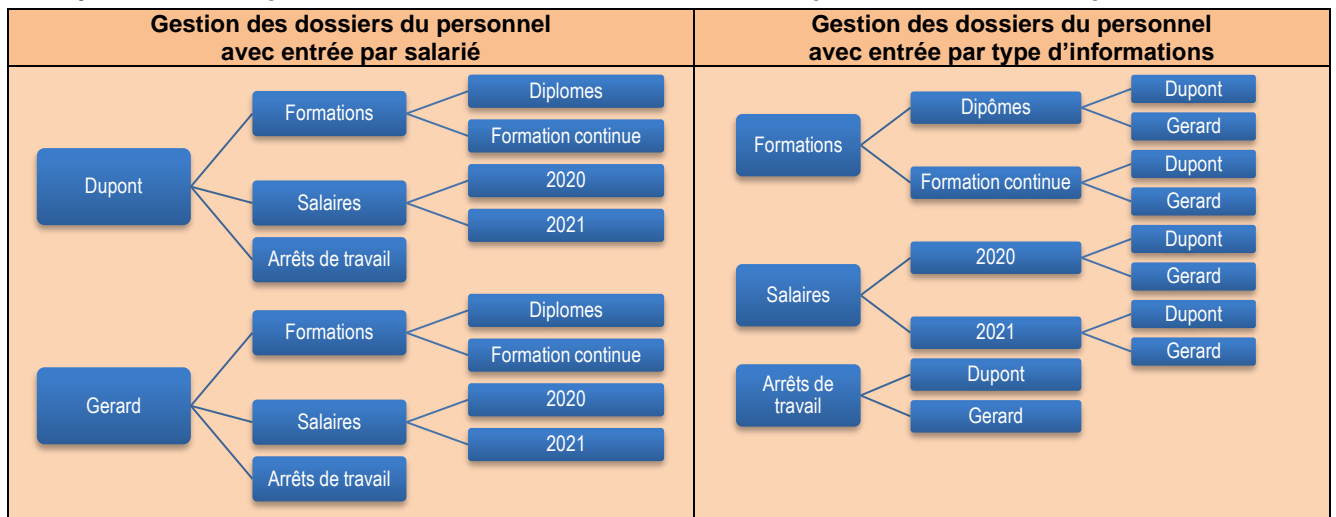 Gestion des dossiers du personnel
avec entrée par salarié
Gestion des dossiers du personnel
avec entrée par type d’informations
Dupont
Formations
Diplomes
Formation continue
Salaires
2020
2021
Arrêts de travail
Gerard
Formations
Diplomes
Formation continue
Salaires
2020
2021
Arrêts de travail
Formations
Dipômes
Dupont
Gerard
Formation continue
Dupont
Gerard
Salaires
2020
Dupont
Gerard
2021
Dupont
Gerard
Arrêts de
travail
Dupont
Gerard